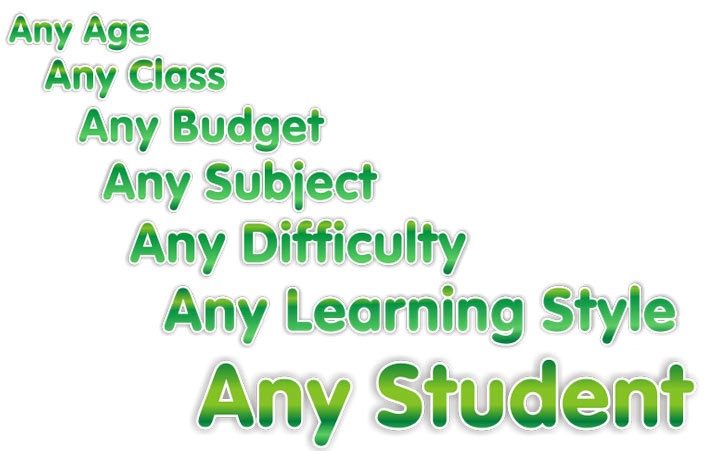 Any Age
Any Class
Any Budget
Any Subject
Any Difficulty
Any Learning Style
Any Student